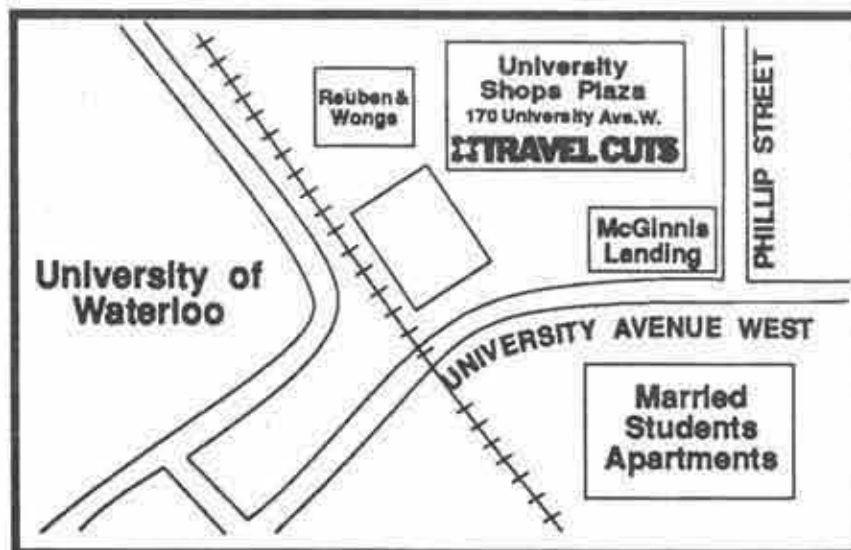 Reuben &
Wongs
University
Shops Plaza
170 University Ave.W.
TRAVEL CUTS
PHILLIP STREET
McGinnis
Landing
University of
Waterloo
UNIVERSITY AVENUE WEST
Married
Students
Apartments